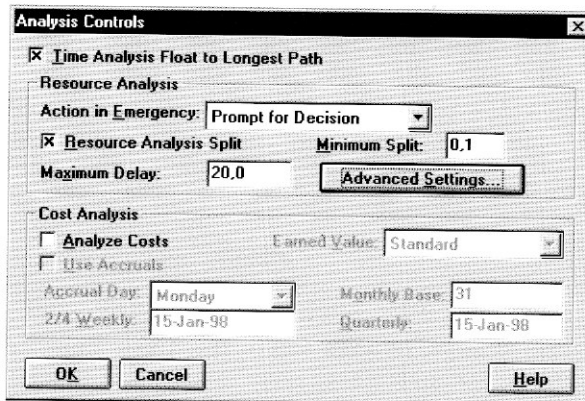 Analysis Controls
Time Analysis Float to Longest Path
Resource Analysis
Action in Emergency: Prompt for Decision
Resource Analysis Split Minimum Split: 0,1
Maximum Delay: 20,0 Advanced Settings...
Cost Analysis
Analyze Costs Earned Value: Standard
Use Accruals
Accrual Day: Monday Monthly Base: 31
2/4 Weekly: 15-Jan-98 Quarterly: 15-Jan-98
OK Cancel Help